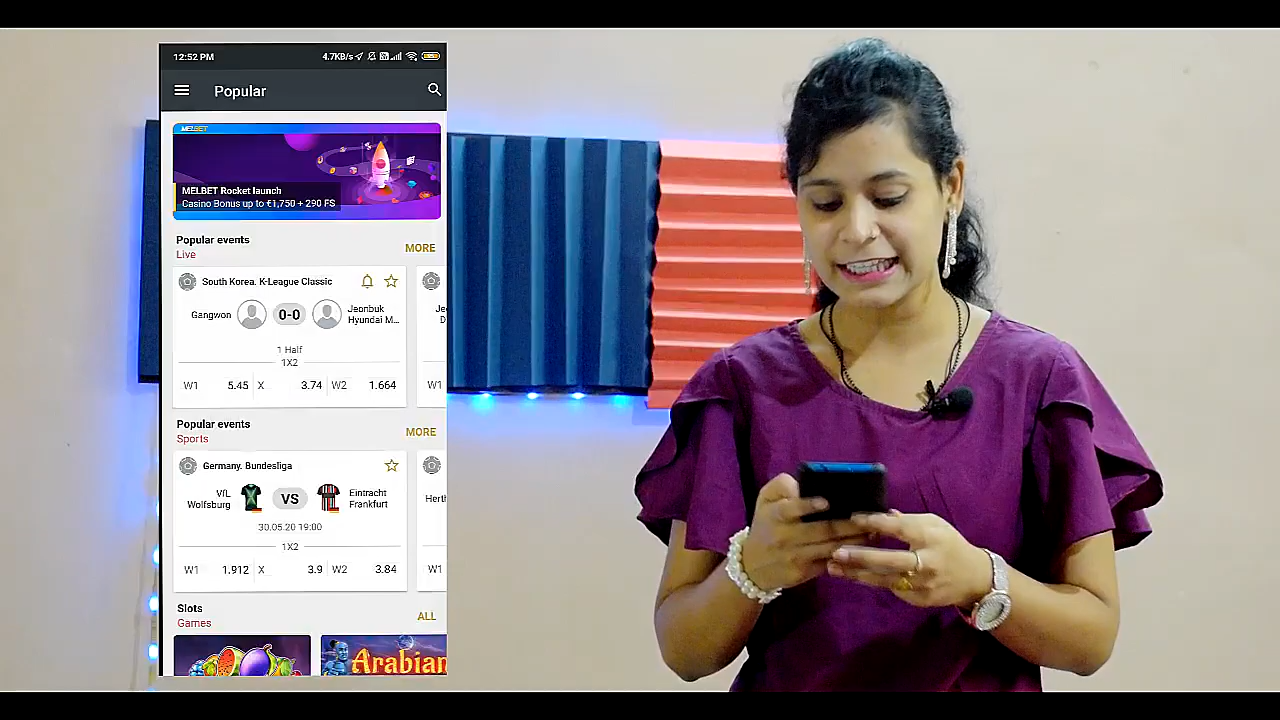 12:52 PM 4.7KB/s
Popular
MELBET
MELBET Rocket launch
Casino Bonus up to €1,750 + 290 FS
Popular events
Live
MORE
South Korea. K-League Classic
Gangwon 0-0 Jeonbuk
Hyundai M...
1 Half
1X2
W1 5.45 X 3.74 W2 1.664
W1
Popular events
Sports
MORE
Germany. Bundesliga
VfL
Wolfsburg
VS
Eintracht
Frankfurt
Herth
30.05.20 19:00
1X2
W1 1.912 X 3.9 W2 3.84
W1
Slots
Games
ALL
Arabian